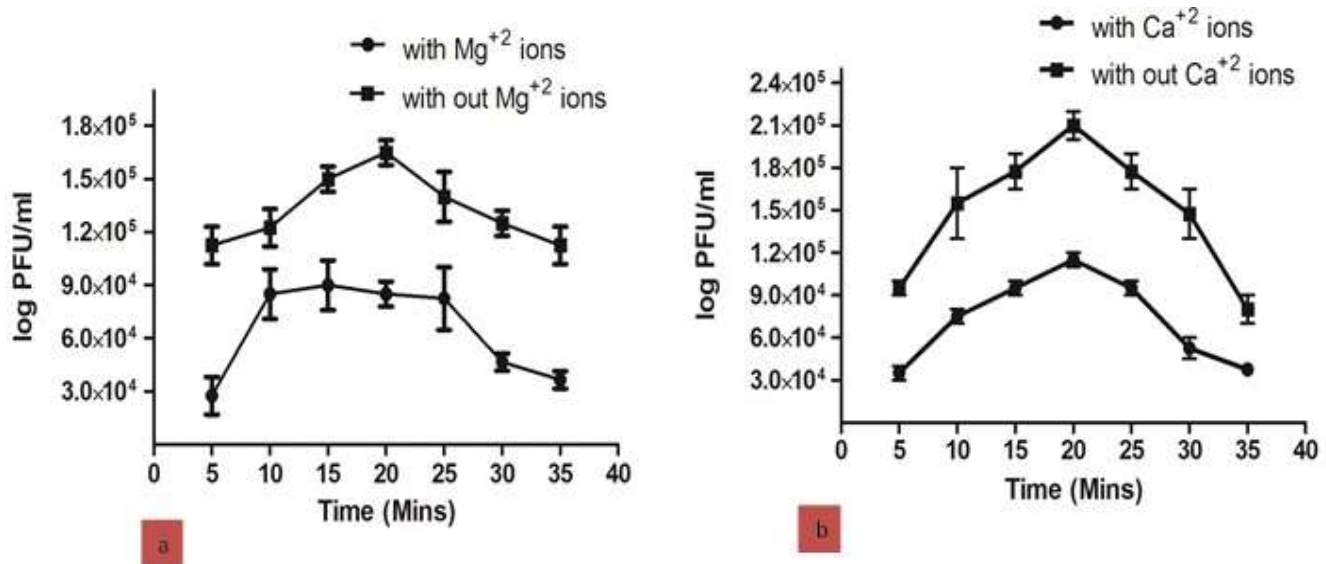 with Mg⁺² ions
with out Mg⁺² ions
log PFU/ml
1.8×10⁵
1.5×10⁵
1.2×10⁵
9.0×10⁴
6.0×10⁴
3.0×10⁴
0 5 10 15 20 25 30 35 40
Time (Mins)
a
with Ca⁺² ions
with out Ca⁺² ions
log PFU/ml
2.4×10⁵
2.1×10⁵
1.8×10⁵
1.5×10⁵
1.2×10⁵
9.0×10⁴
6.0×10⁴
3.0×10⁴
0 5 10 15 20 25 30 35 40
Time (Mins)
b